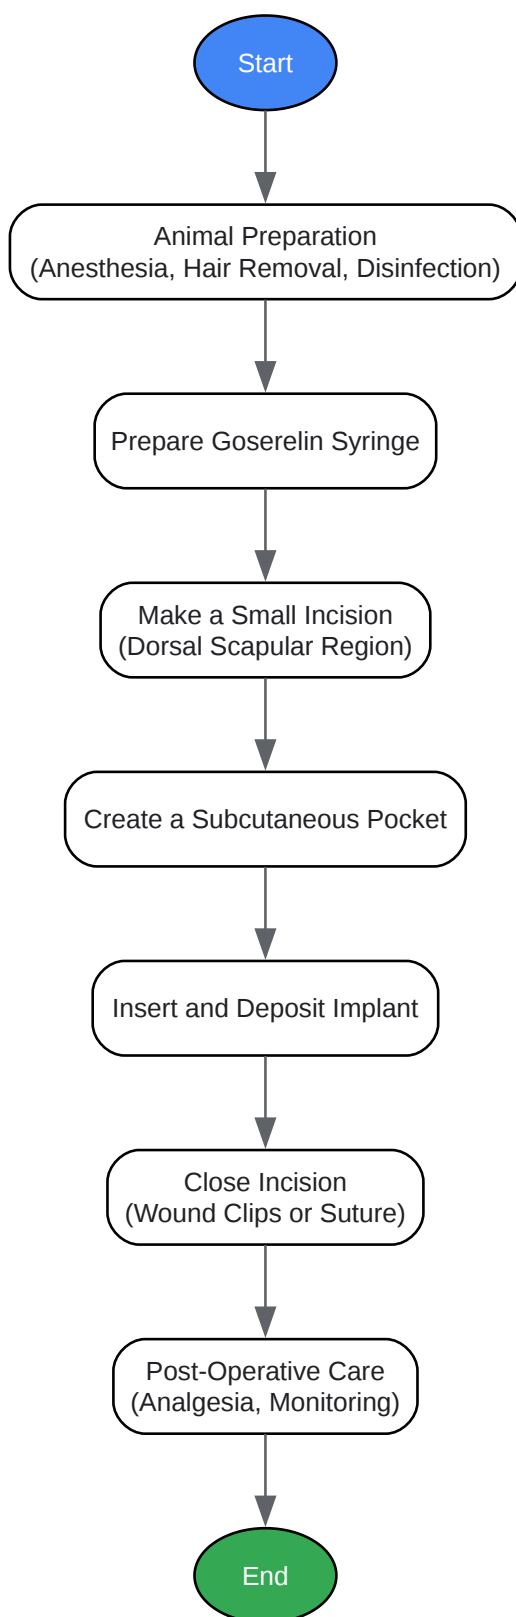 Start
Animal Preparation
(Anesthesia, Hair Removal, Disinfection)
Prepare Goserelin Syringe
Make a Small Incision
(Dorsal Scapular Region)
Create a Subcutaneous Pocket
Insert and Deposit Implant
Close Incision
(Wound Clips or Suture)
Post-Operative Care
(Analgesia, Monitoring)
End